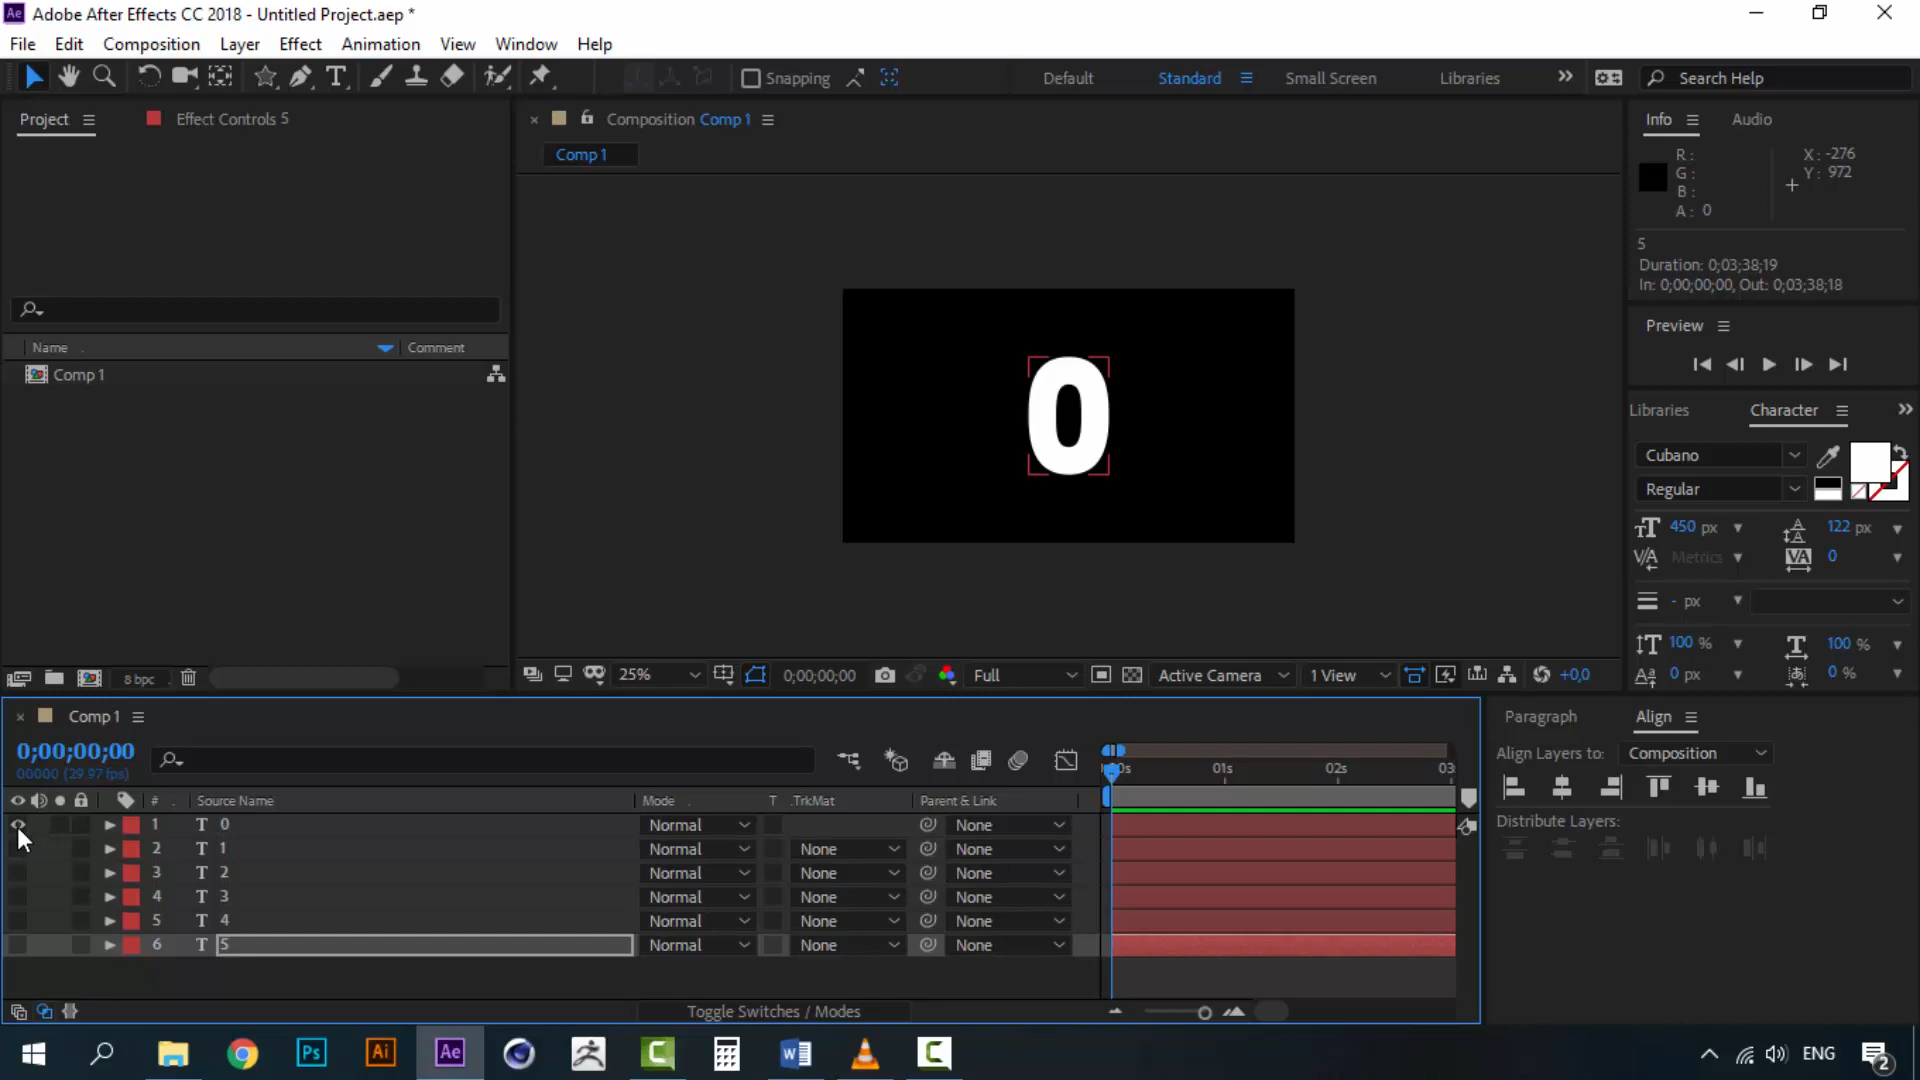 Adobe After Effects CC 2018 - Untitled Project.aep *
File Edit Composition Layer Effect Animation View Window Help
Snapping Default Standard Small Screen Libraries Search Help
Project Effect Controls 5 Composition Comp 1 Info Audio
Comp 1
R: X: -276
G: Y: 972
B:
A: 0
0
5
Duration: 0;03;38;19
In: 0;00;00;00, Out: 0;03;38;18
Preview
Name Comment
Comp 1
Libraries Character
Cubano
Regular
450 px 122 px
Metrics 0
- px
100 % 100 %
0 px 0 %
8 bpc 25% 0;00;00;00 Full Active Camera 1 View +0,0
Comp 1 Paragraph Align
0;00;00;00
00000 (29.97 fps)
Align Layers to: Composition
01s 02s 03
# Source Name Mode T .TrkMat Parent & Link
Distribute Layers:
1 T 0 Normal None
2 T 1 Normal None None
3 T 2 Normal None None
4 T 3 Normal None None
5 T 4 Normal None None
6 T 5 Normal None None
Toggle Switches / Modes
Ps Ai Ae ENG 2